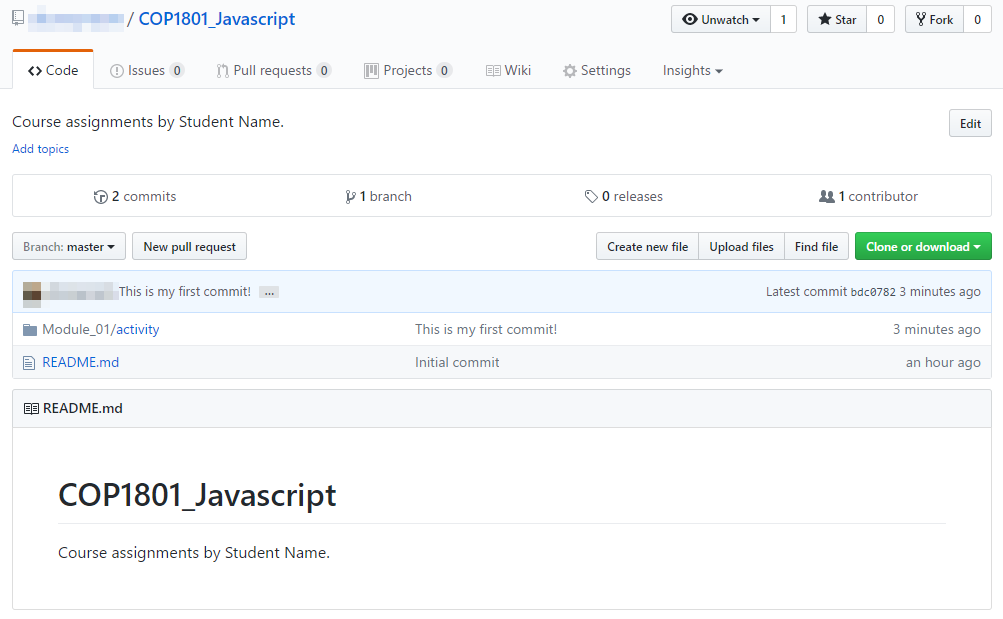 / COP1801_Javascript Unwatch 1 Star 0 Fork 0
Code Issues 0 Pull requests 0 Projects 0 Wiki Settings Insights
Course assignments by Student Name. Edit
Add topics
2 commits 1 branch 0 releases 1 contributor
Branch: master New pull request Create new file Upload files Find file Clone or download
This is my first commit! ... Latest commit bdc0782 3 minutes ago
Module_01/activity This is my first commit! 3 minutes ago
README.md Initial commit an hour ago
README.md
COP1801_Javascript
Course assignments by Student Name.